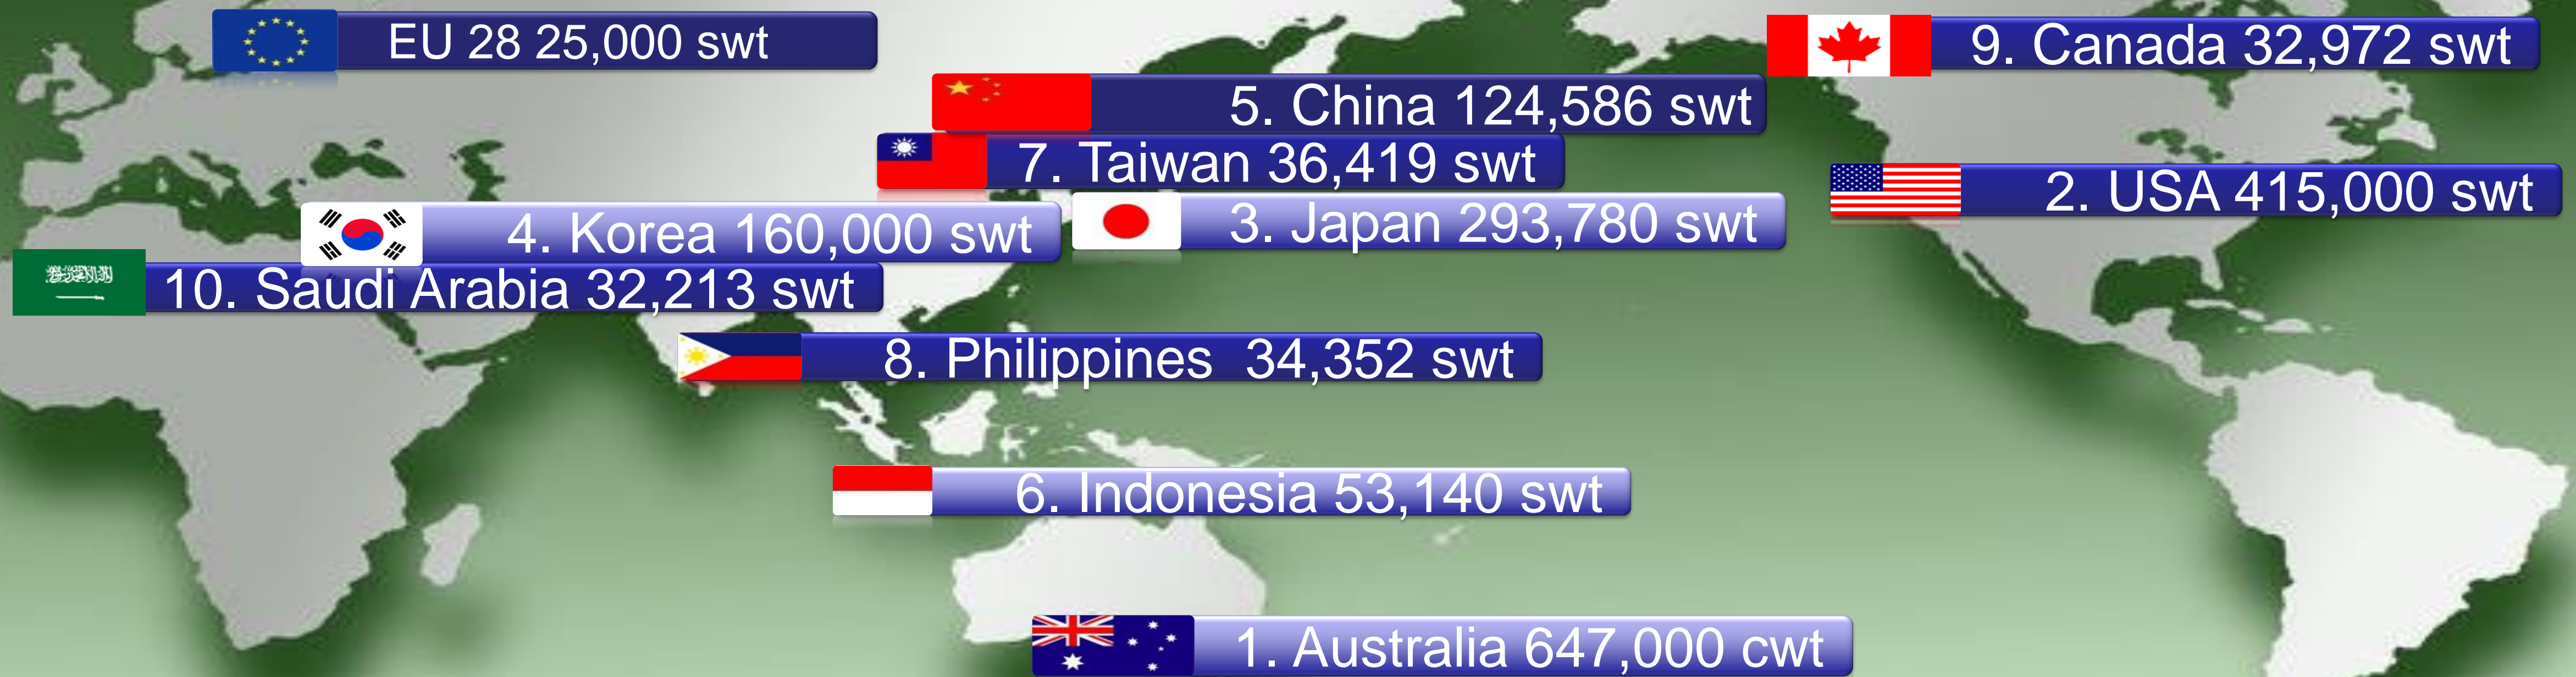 EU 28 25,000 swt
9. Canada 32,972 swt
5. China 124,586 swt
7. Taiwan 36,419 swt
2. USA 415,000 swt
4. Korea 160,000 swt
3. Japan 293,780 swt
10. Saudi Arabia 32,213 swt
8. Philippines  34,352 swt
6. Indonesia 53,140 swt
1. Australia 647,000 cwt